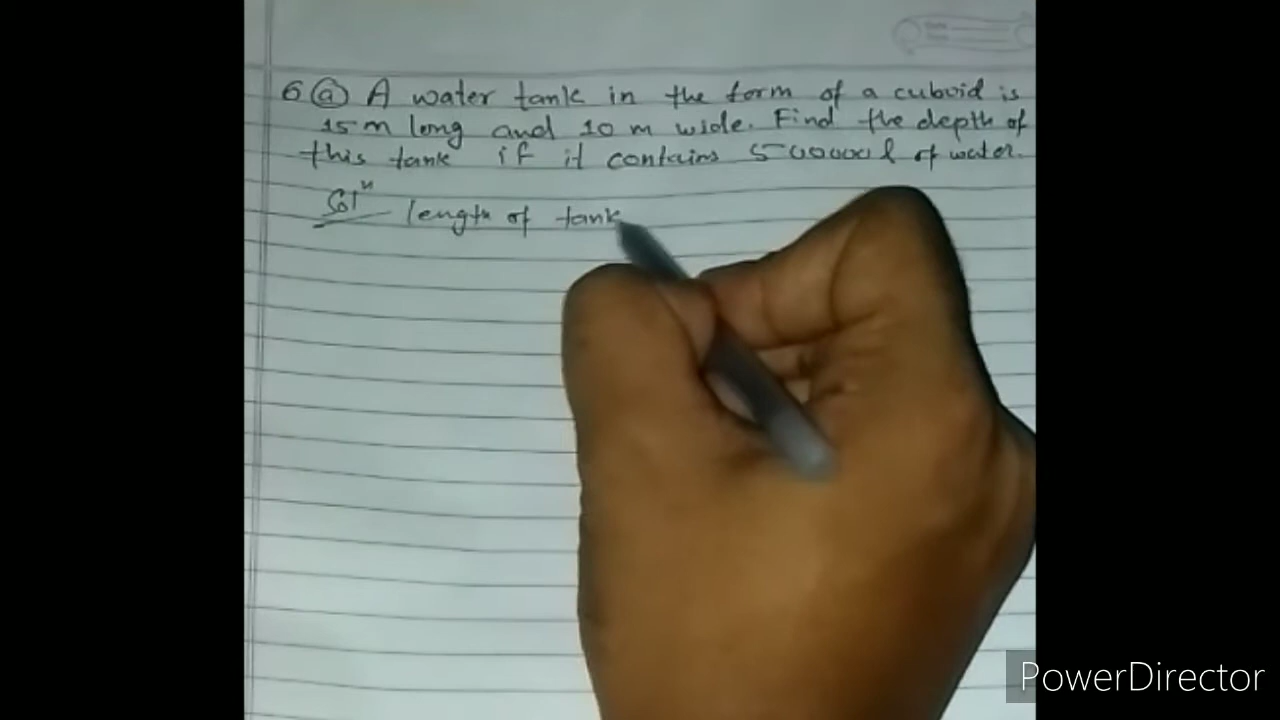 6 (a) A water tank in the form of a cuboid is
15 m long and 10 m wide. Find the depth of
this tank if it contains 500000 l of water.
Solⁿ length of tank
PowerDirector